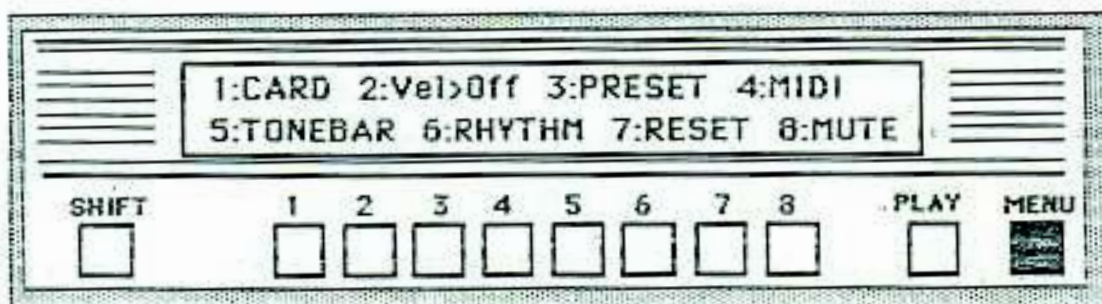 1:CARD 2:Vel>Off 3:PRESET 4:MIDI
5:TONEBAR 6:RHYTHM 7:RESET 8:MUTE
SHIFT 1 2 3 4 5 6 7 8 PLAY MENU